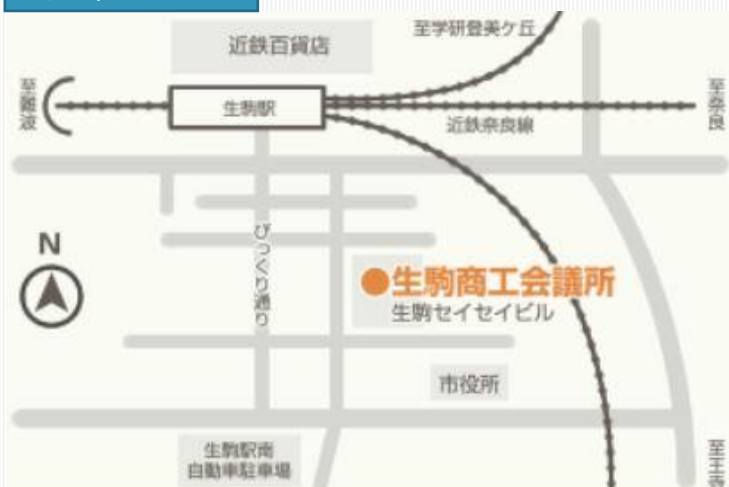 近鉄百貨店
至学研登美ケ丘
至難波
生駒駅
近鉄奈良線
至奈良
N
びっくり通り
生駒商工会議所
生駒セイセイビル
市役所
生駒駅南
自動車駐車場